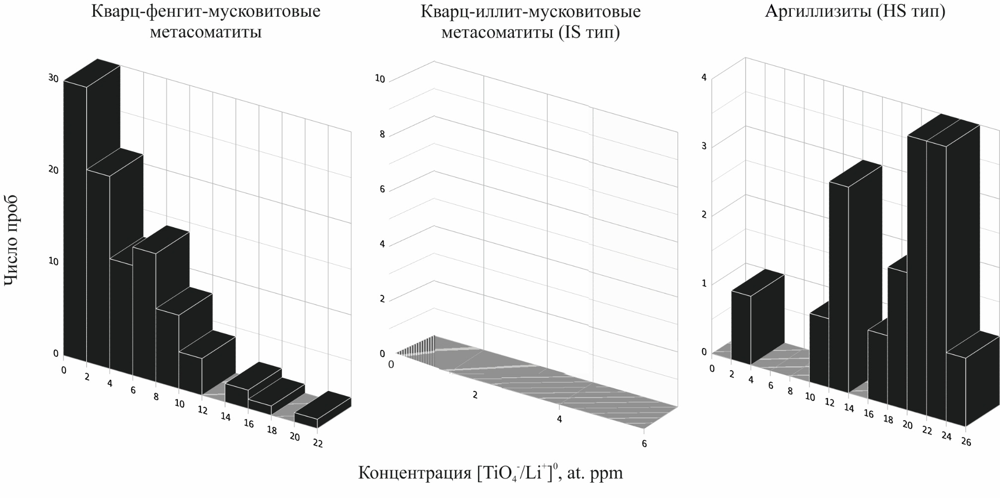 Кварц-фенгит-мусковитовые
метасоматиты
Кварц-иллит-мусковитовые
метасоматиты (IS тип)
Аргиллизиты (HS тип)
Число проб
30
20
10
0
0 2 4 6 8 10 12 14 16 18 20 22
10
8
6
4
2
0
0 2 4 6
4
3
2
1
0
0 2 4 6 8 10 12 14 16 18 20 22 24 26
Концентрация [TiO₄⁻/Li⁺]⁰, at. ppm